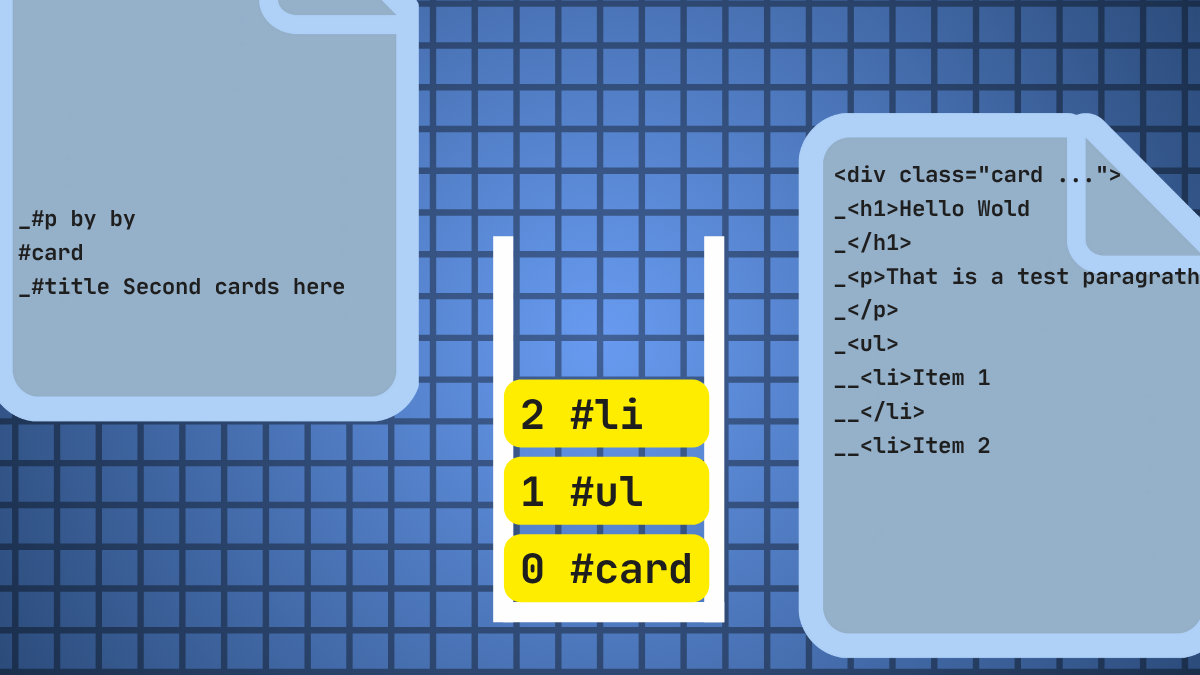 _#p by by
#card
_#title Second cards here
2 #li
1 #ul
0 #card
<div class="card ...">
_<h1>Hello Wold
_</h1>
_<p>That is a test paragrath
_</p>
_<ul>
__<li>Item 1
__</li>
__<li>Item 2